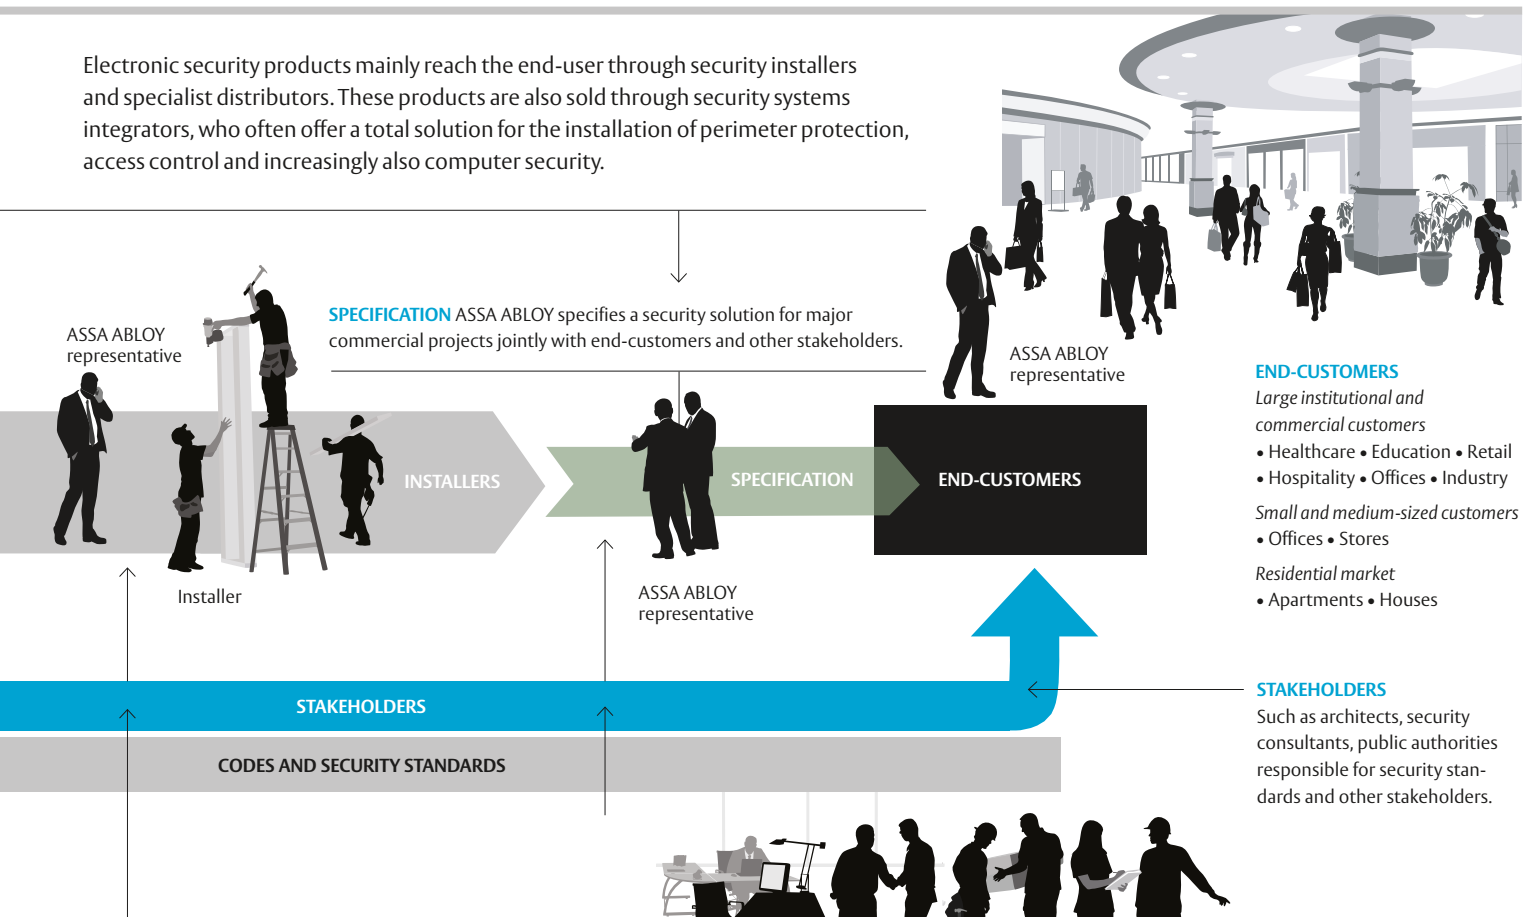 Electronic security products mainly reach the end-user through security installers
and specialist distributors. These products are also sold through security systems
integrators, who often offer a total solution for the installation of perimeter protection,
access control and increasingly also computer security.
ASSA ABLOY
representative
SPECIFICATION ASSA ABLOY specifies a security solution for major
commercial projects jointly with end-customers and other stakeholders.
ASSA ABLOY
representative
INSTALLERS
SPECIFICATION
END-CUSTOMERS
Installer
ASSA ABLOY
representative
END-CUSTOMERS
Large institutional and
commercial customers
• Healthcare • Education • Retail
• Hospitality • Offices • Industry
Small and medium-sized customers
• Offices • Stores
Residential market
• Apartments • Houses
STAKEHOLDERS
CODES AND SECURITY STANDARDS
STAKEHOLDERS
Such as architects, security
consultants, public authorities
responsible for security stan-
dards and other stakeholders.